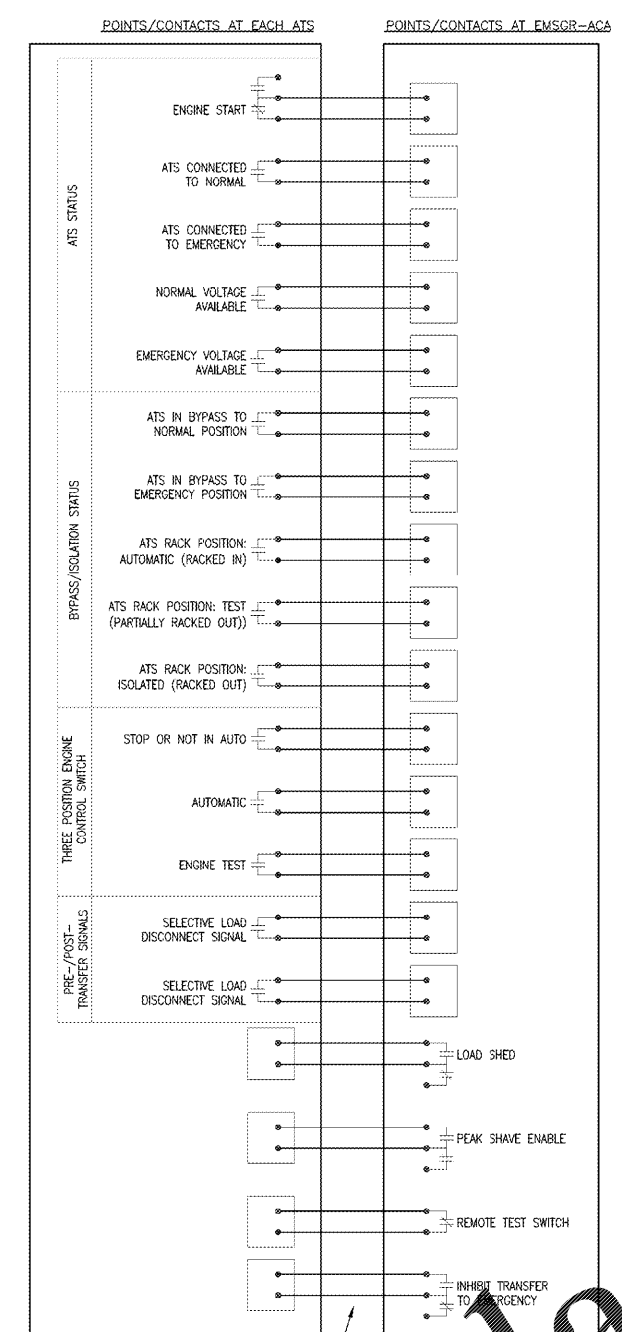 POINTS/CONTACTS AT EACH ATS
POINTS/CONTACTS AT EMSGR-ACA
ATS STATUS
ENGINE START
ATS CONNECTED
TO NORMAL
ATS CONNECTED
TO EMERGENCY
NORMAL VOLTAGE
AVAILABLE
EMERGENCY VOLTAGE
AVAILABLE
BYPASS/ISOLATION STATUS
ATS IN BYPASS TO
NORMAL POSITION
ATS IN BYPASS TO
EMERGENCY POSITION
ATS RACK POSITION:
AUTOMATIC (RACKED IN)
ATS RACK POSITION: TEST
(PARTIALLY RACKED OUT))
ATS RACK POSITION:
ISOLATED (RACKED OUT)
THREE POSITION ENGINE
CONTROL SWITCH
STOP OR NOT IN AUTO
AUTOMATIC
ENGINE TEST
PRE-/POST-
TRANSFER SIGNALS
SELECTIVE LOAD
DISCONNECT SIGNAL
SELECTIVE LOAD
DISCONNECT SIGNAL
LOAD SHED
PEAK SHAVE ENABLE
REMOTE TEST SWITCH
INHIBIT TRANSFER
TO EMERGENCY